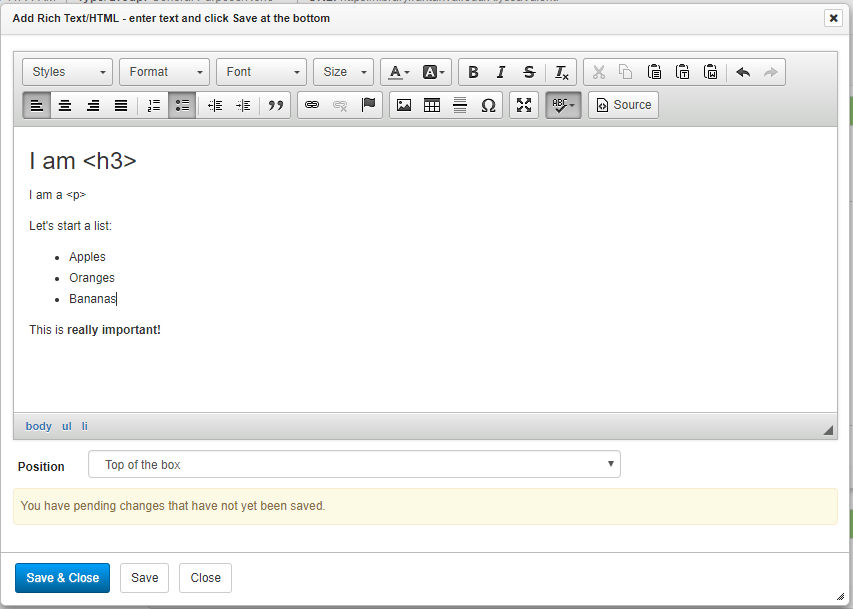 Add Rich Text/HTML - enter text and click Save at the bottom
Styles Format Font Size A A B I S Tx
ABC Source
I am <h3>
I am a <p>
Let's start a list:
Apples
Oranges
Bananas
This is really important!
body ul li
Position Top of the box
You have pending changes that have not yet been saved.
Save & Close Save Close